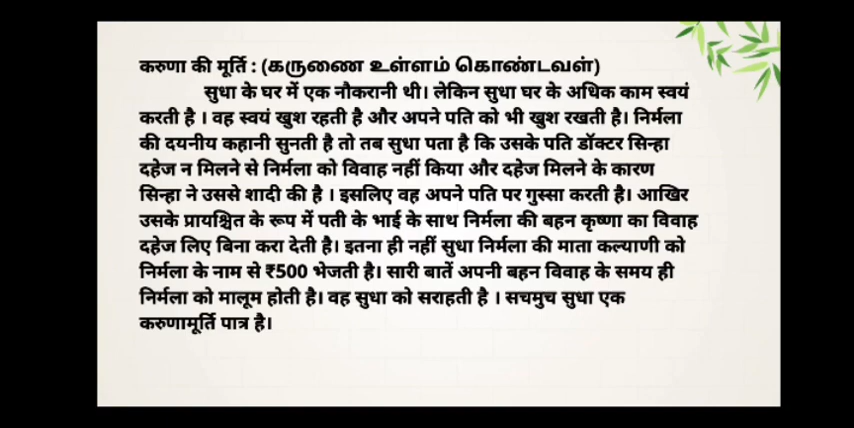 करुणा की मूर्ति : (கருணை உள்ளம் கொண்டவள்)
सुधा के घर में एक नौकरानी थी। लेकिन सुधा घर के अधिक काम स्वयं
करती है । वह स्वयं खुश रहती है और अपने पति को भी खुश रखती है। निर्मला
की दयनीय कहानी सुनती है तो तब सुधा पता है कि उसके पति डॉक्टर सिन्हा
दहेज न मिलने से निर्मला को विवाह नहीं किया और दहेज मिलने के कारण
सिन्हा ने उससे शादी की है । इसलिए वह अपने पति पर गुस्सा करती है। आखिर
उसके प्रायश्चित के रूप में पती के भाई के साथ निर्मला की बहन कृष्णा का विवाह
दहेज लिए बिना करा देती है। इतना ही नहीं सुधा निर्मला की माता कल्याणी को
निर्मला के नाम से ₹500 भेजती है। सारी बातें अपनी बहन विवाह के समय ही
निर्मला को मालूम होती है। वह सुधा को सराहती है । सचमुच सुधा एक
करुणामूर्ति पात्र है।